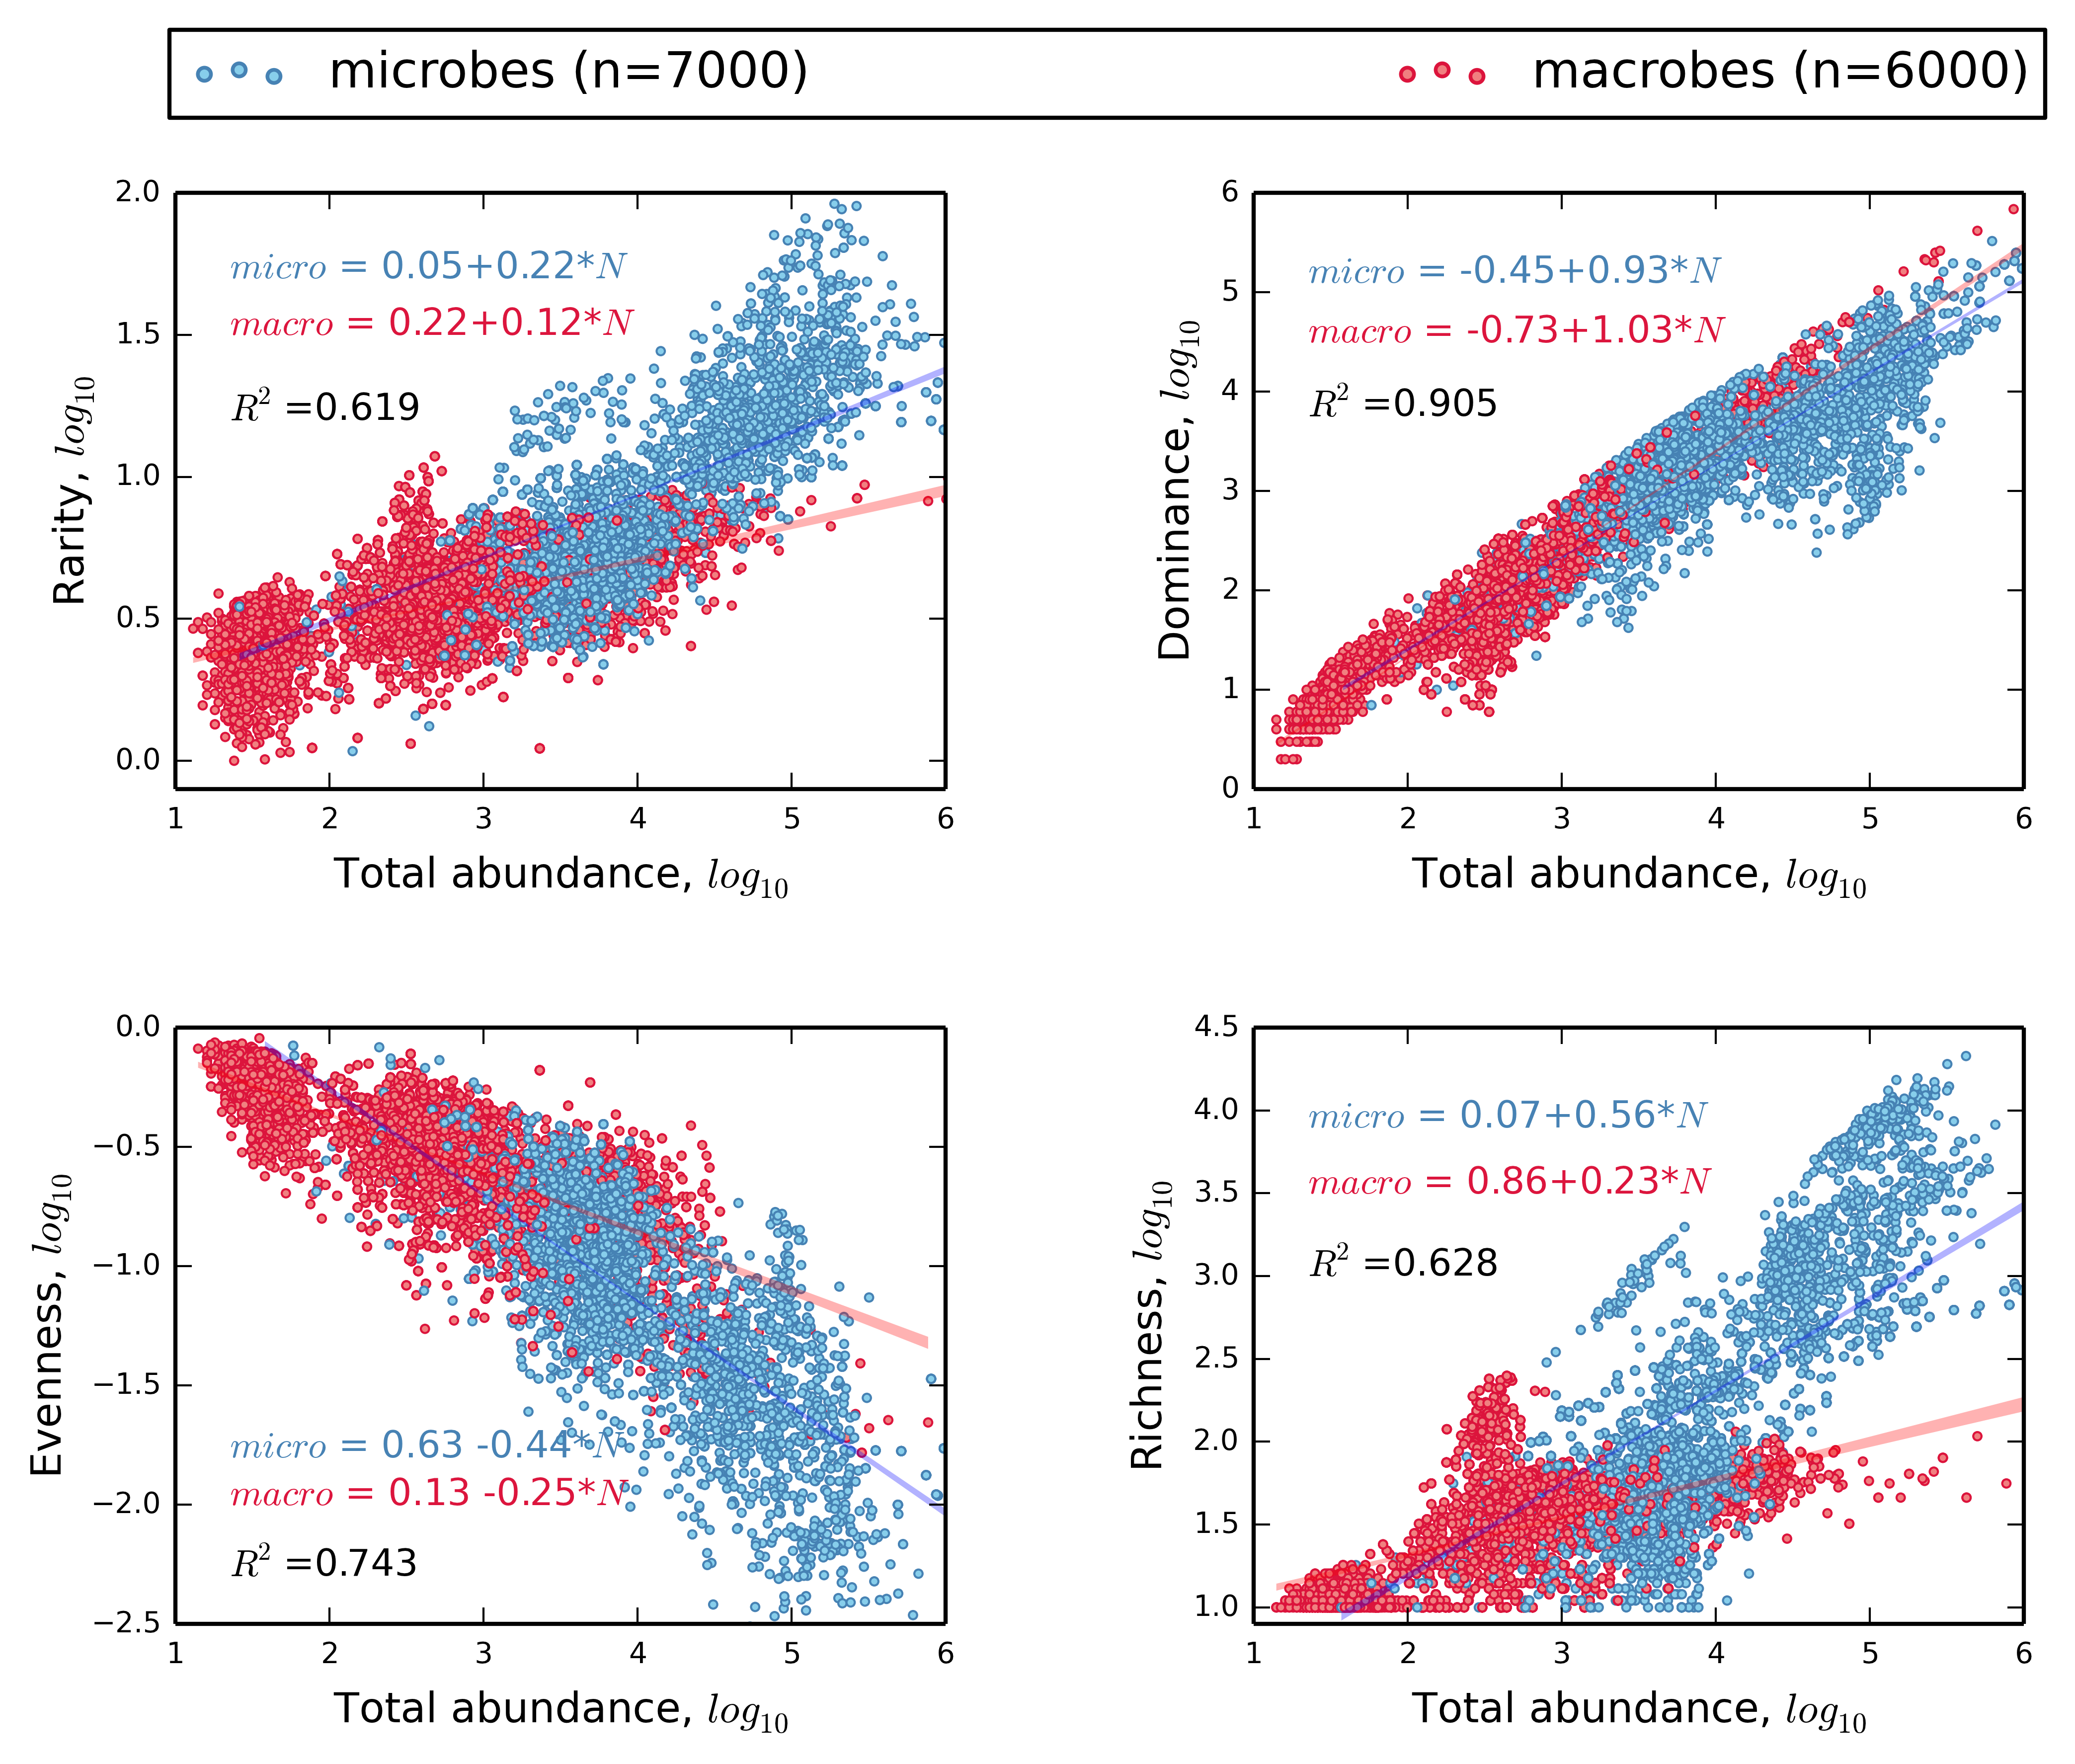 microbes (n=7000)
macrobes (n=6000)
2.0
1.5
1.0
0.5
0.0
Rarity, log10
micro = 0.05+0.22*N
macro = 0.22+0.12*N
R² =0.619
1 2 3 4 5 6
Total abundance, log10
6
5
4
3
2
1
0
Dominance, log10
micro = -0.45+0.93*N
macro = -0.73+1.03*N
R² =0.905
1 2 3 4 5 6
Total abundance, log10
0.0
−0.5
−1.0
−1.5
−2.0
−2.5
Evenness, log10
micro = 0.63 -0.44*N
macro = 0.13 -0.25*N
R² =0.743
1 2 3 4 5 6
Total abundance, log10
4.5
4.0
3.5
3.0
2.5
2.0
1.5
1.0
Richness, log10
micro = 0.07+0.56*N
macro = 0.86+0.23*N
R² =0.628
1 2 3 4 5 6
Total abundance, log10